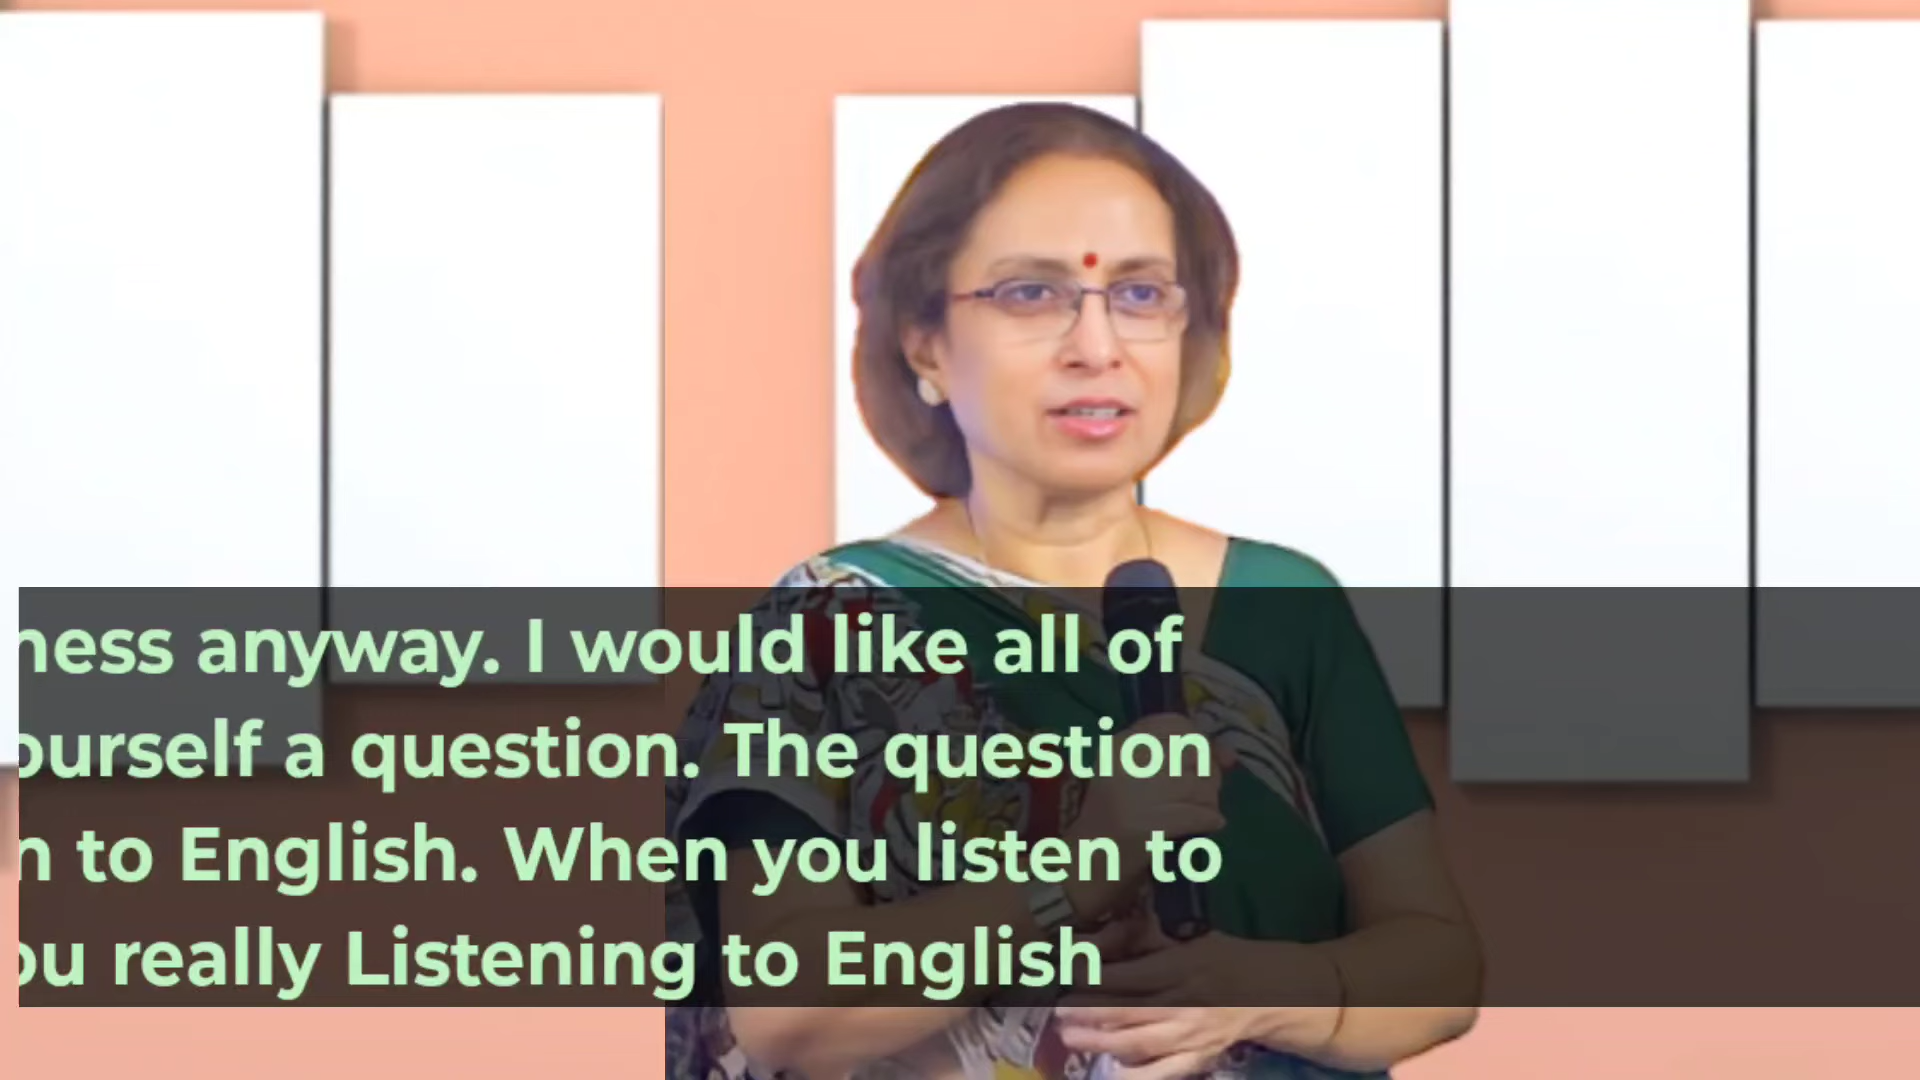 ness anyway. I would like all of
ourself a question. The question
n to English. When you listen to
ou really Listening to English